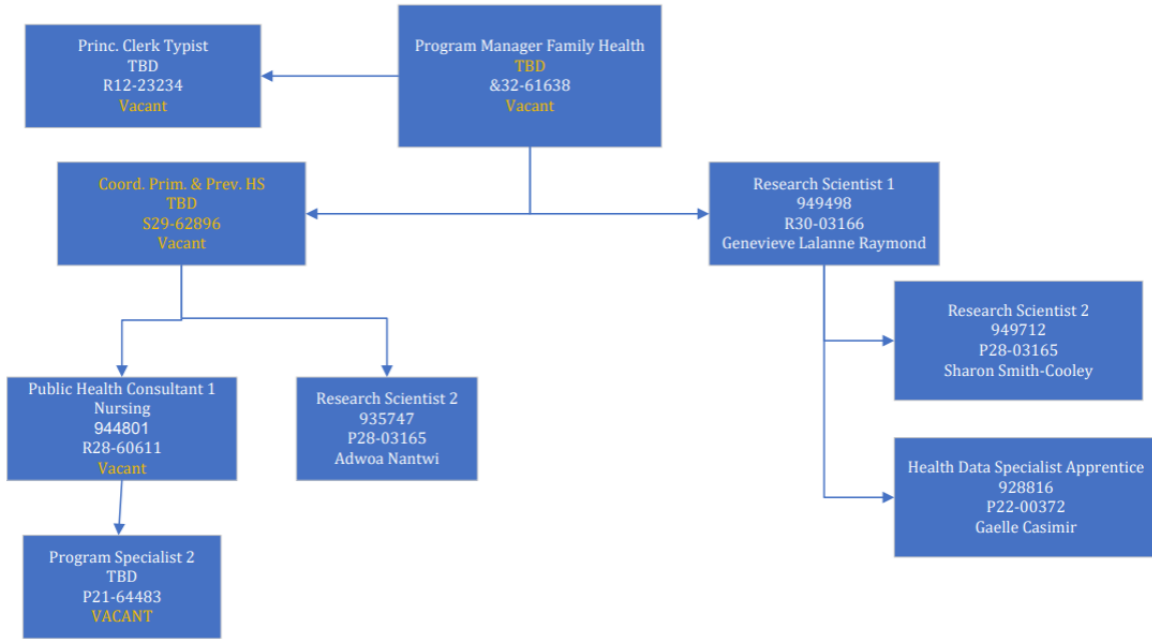 Princ. Clerk Typist
TBD
R12-23234
Vacant
Program Manager Family Health
TBD
&32-61638
Vacant
Coord. Prim. & Prev. HS
TBD
S29-62896
Vacant
Research Scientist 1
949498
R30-03166
Genevieve Lalanne Raymond
Research Scientist 2
949712
P28-03165
Sharon Smith-Cooley
Public Health Consultant 1
Nursing
944801
R28-60611
Vacant
Research Scientist 2
935747
P28-03165
Adwoa Nantwi
Health Data Specialist Apprentice
928816
P22-00372
Gaelle Casimir
Program Specialist 2
TBD
P21-64483
VACANT